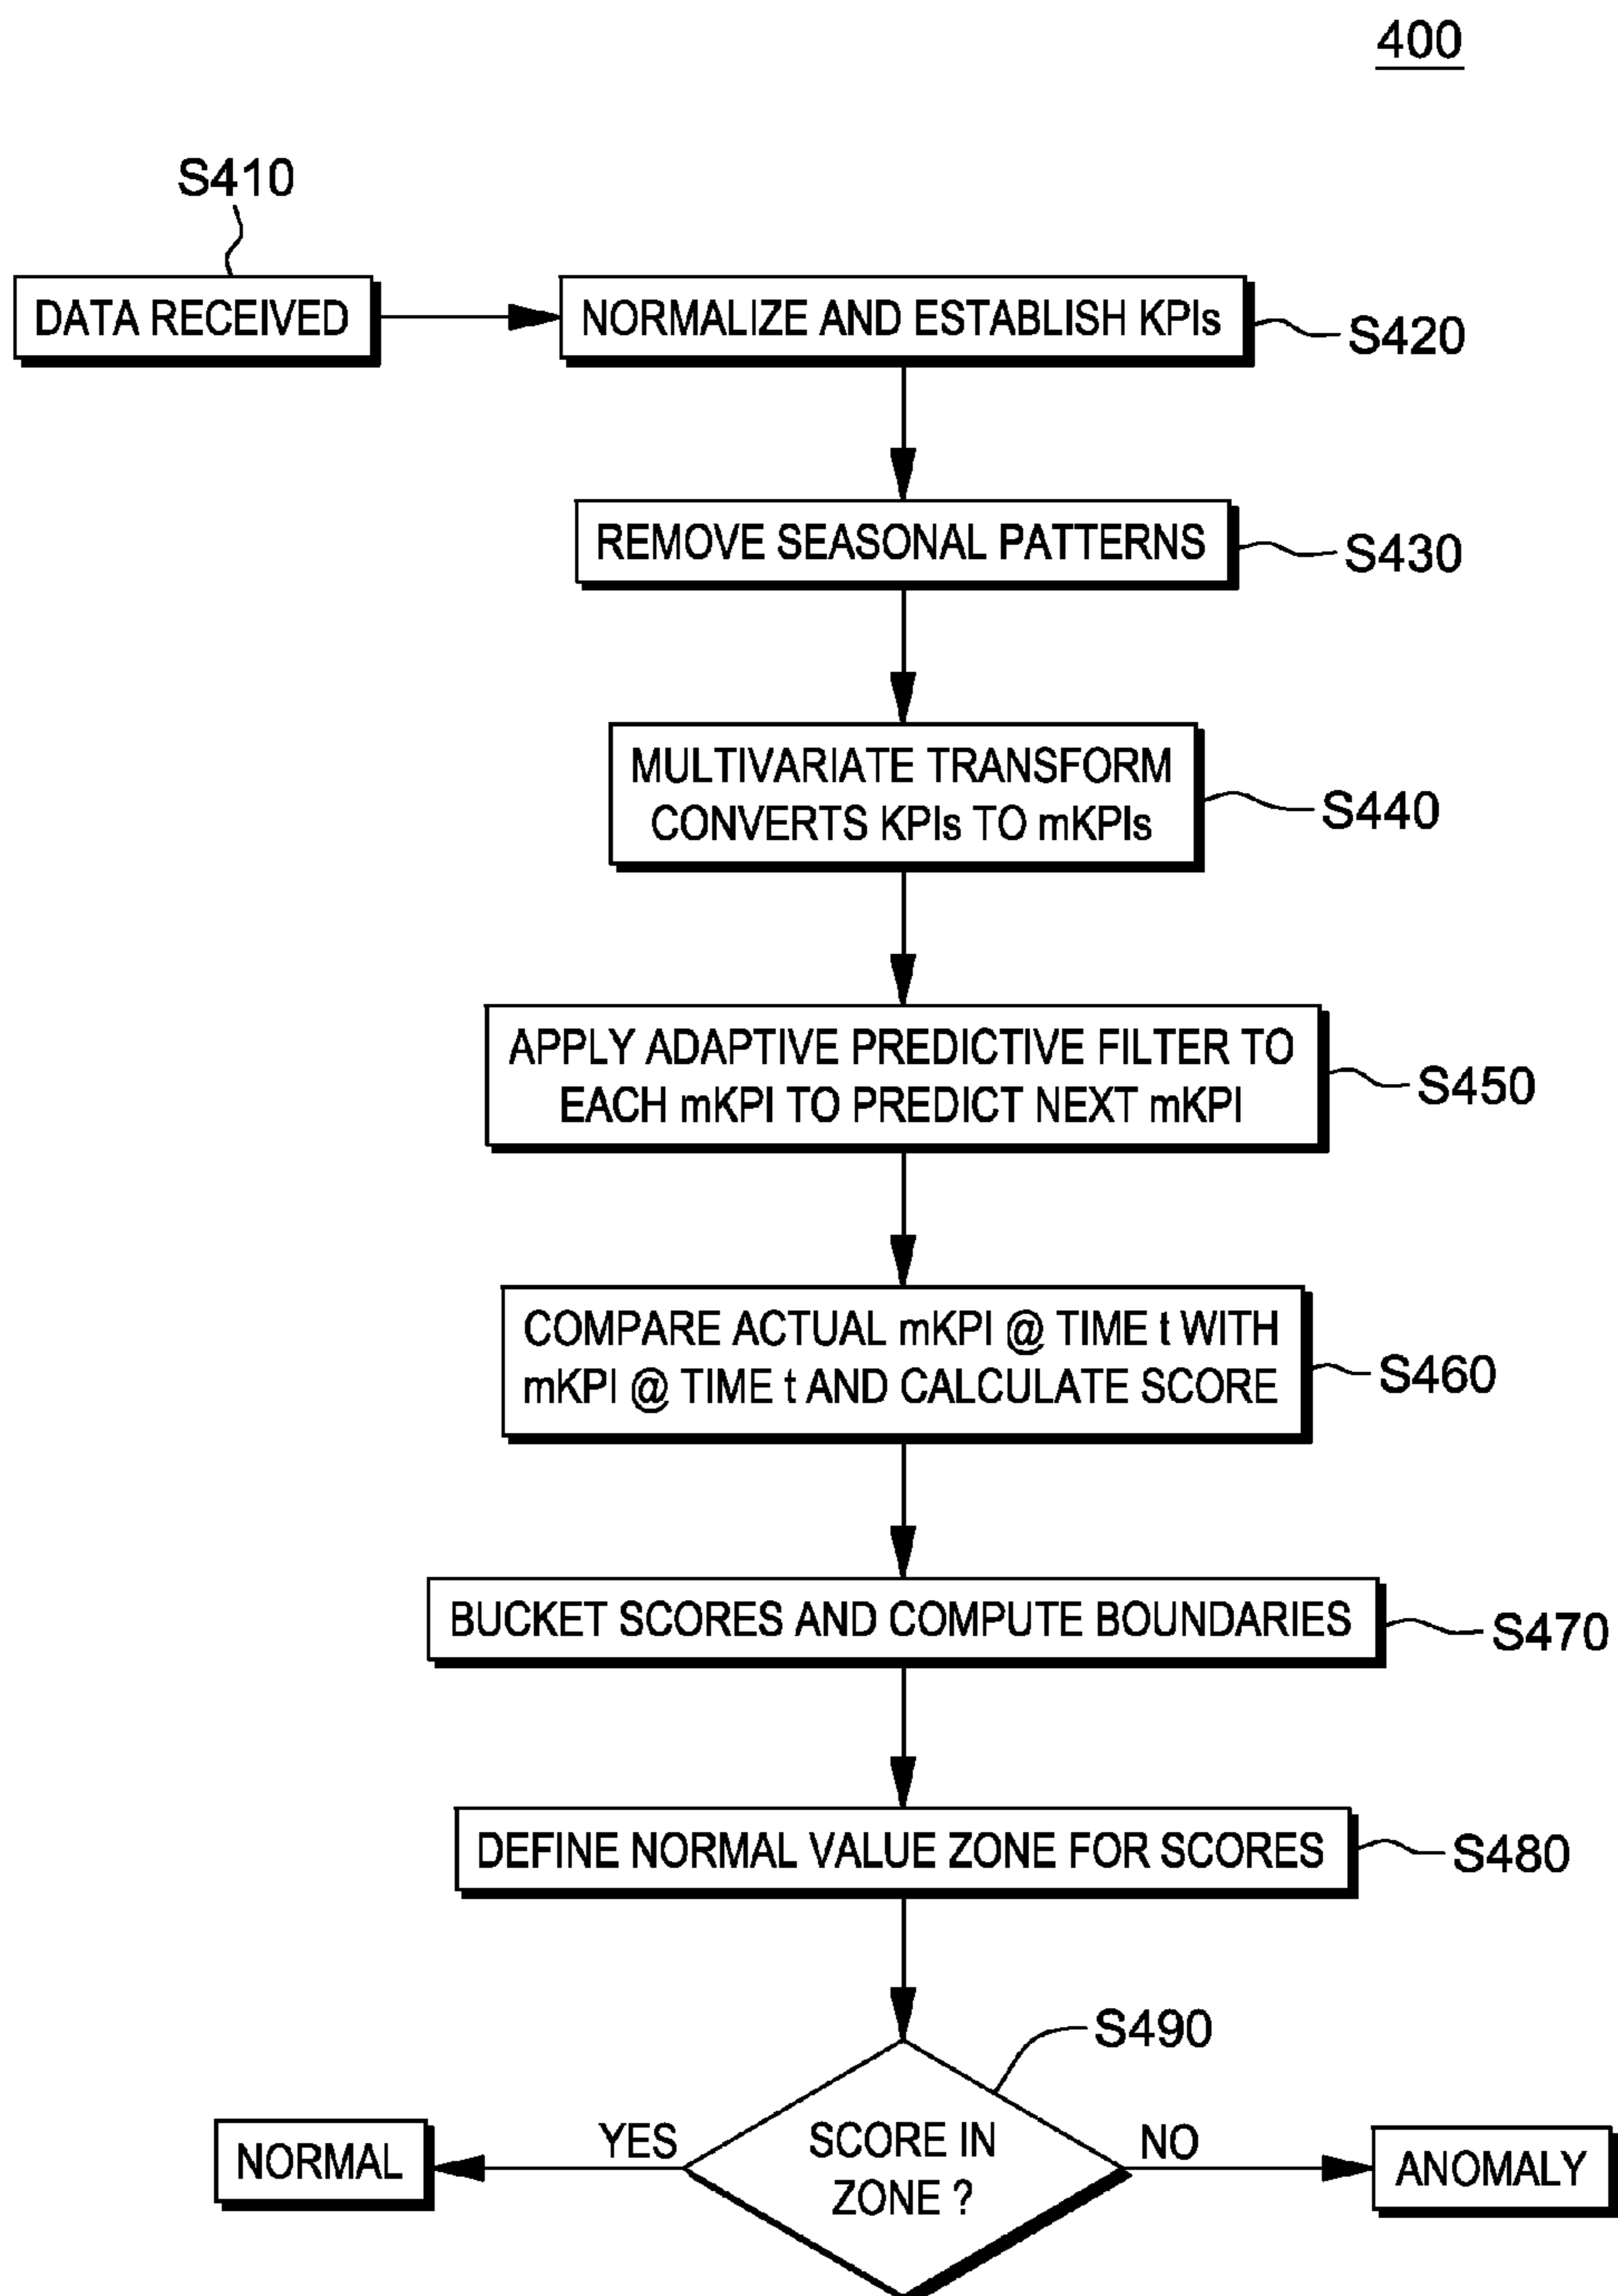 400
S410
DATA RECEIVED
NORMALIZE AND ESTABLISH KPIs
S420
REMOVE SEASONAL PATTERNS
S430
MULTIVARIATE TRANSFORM
CONVERTS KPIs TO mKPIs
S440
APPLY ADAPTIVE PREDICTIVE FILTER TO
EACH mKPI TO PREDICT NEXT mKPI
S450
COMPARE ACTUAL mKPI @ TIME t WITH
mKPI @ TIME t AND CALCULATE SCORE
S460
BUCKET SCORES AND COMPUTE BOUNDARIES
S470
DEFINE NORMAL VALUE ZONE FOR SCORES
S480
S490
NORMAL
YES
SCORE IN
ZONE ?
NO
ANOMALY